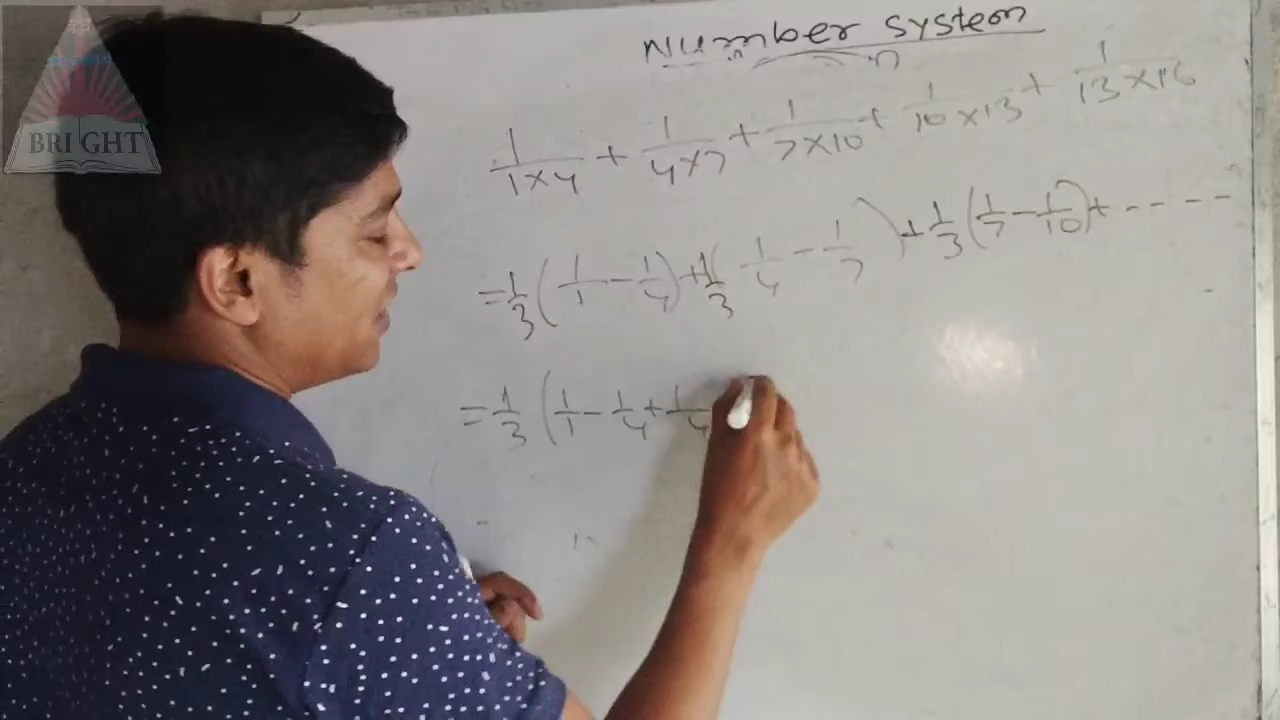 BRIGHT
Number system
1/1×4 + 1/4×7 + 1/7×10 + 1/10×13 + 1/13×16
= 1/3 ( 1/1 − 1/4 ) + 1/3 ( 1/4 − 1/7 ) + 1/3 ( 1/7 − 1/10 ) + - - - -
= 1/3 ( 1/1 − 1/4 + 1/4